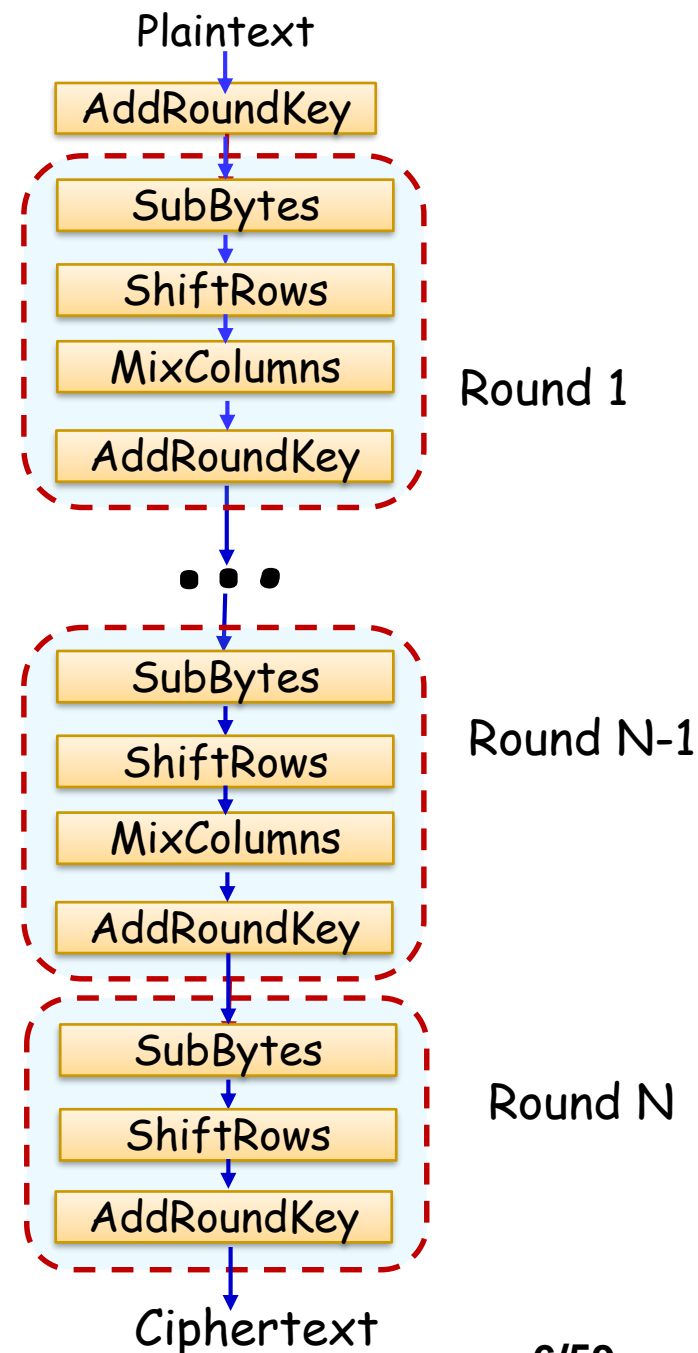 Plaintext
AddRoundKey
SubBytes
ShiftRows
MixColumns
Round 1
AddRoundKey
...
SubBytes
Round N-1
ShiftRows
MixColumns
AddRoundKey
SubBytes
Round N
ShiftRows
AddRoundKey
Ciphertext